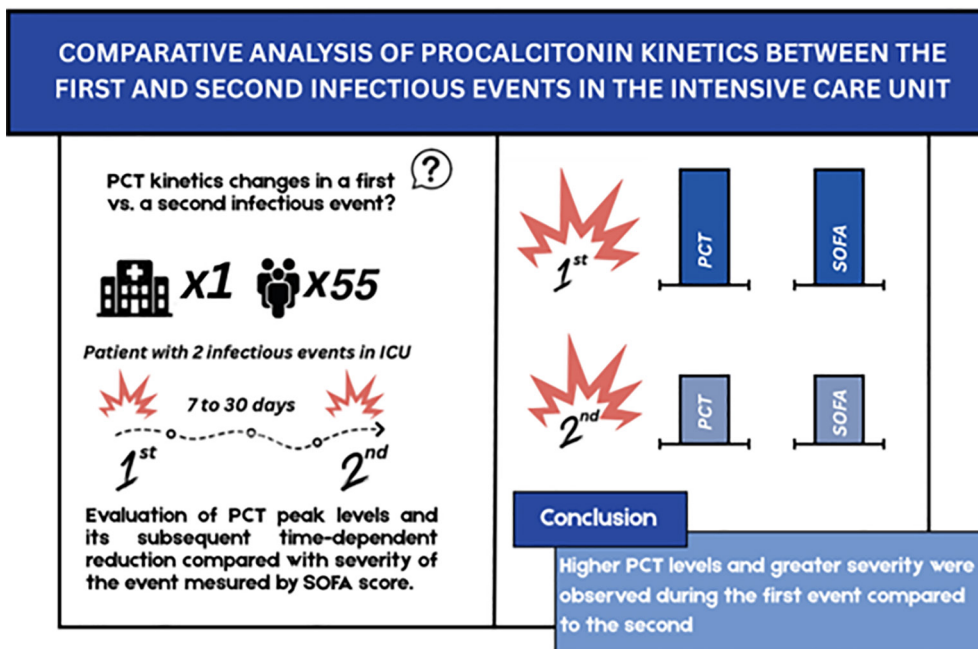 COMPARATIVE ANALYSIS OF PROCALCITONIN KINETICS BETWEEN THE
FIRST AND SECOND INFECTIOUS EVENTS IN THE INTENSIVE CARE UNIT
?
PCT kinetics changes in a first
vs. a second infectious event?
x1 x55
Patient with 2 infectious events in ICU
7 to 30 days
1st 2nd
Evaluation of PCT peak levels and
its subsequent time-dependent
reduction compared with severity of
the event mesured by SOFA score.
1st PCT SOFA
2nd PCT SOFA
Conclusion
Higher PCT levels and greater severity were
observed during the first event compared
to the second